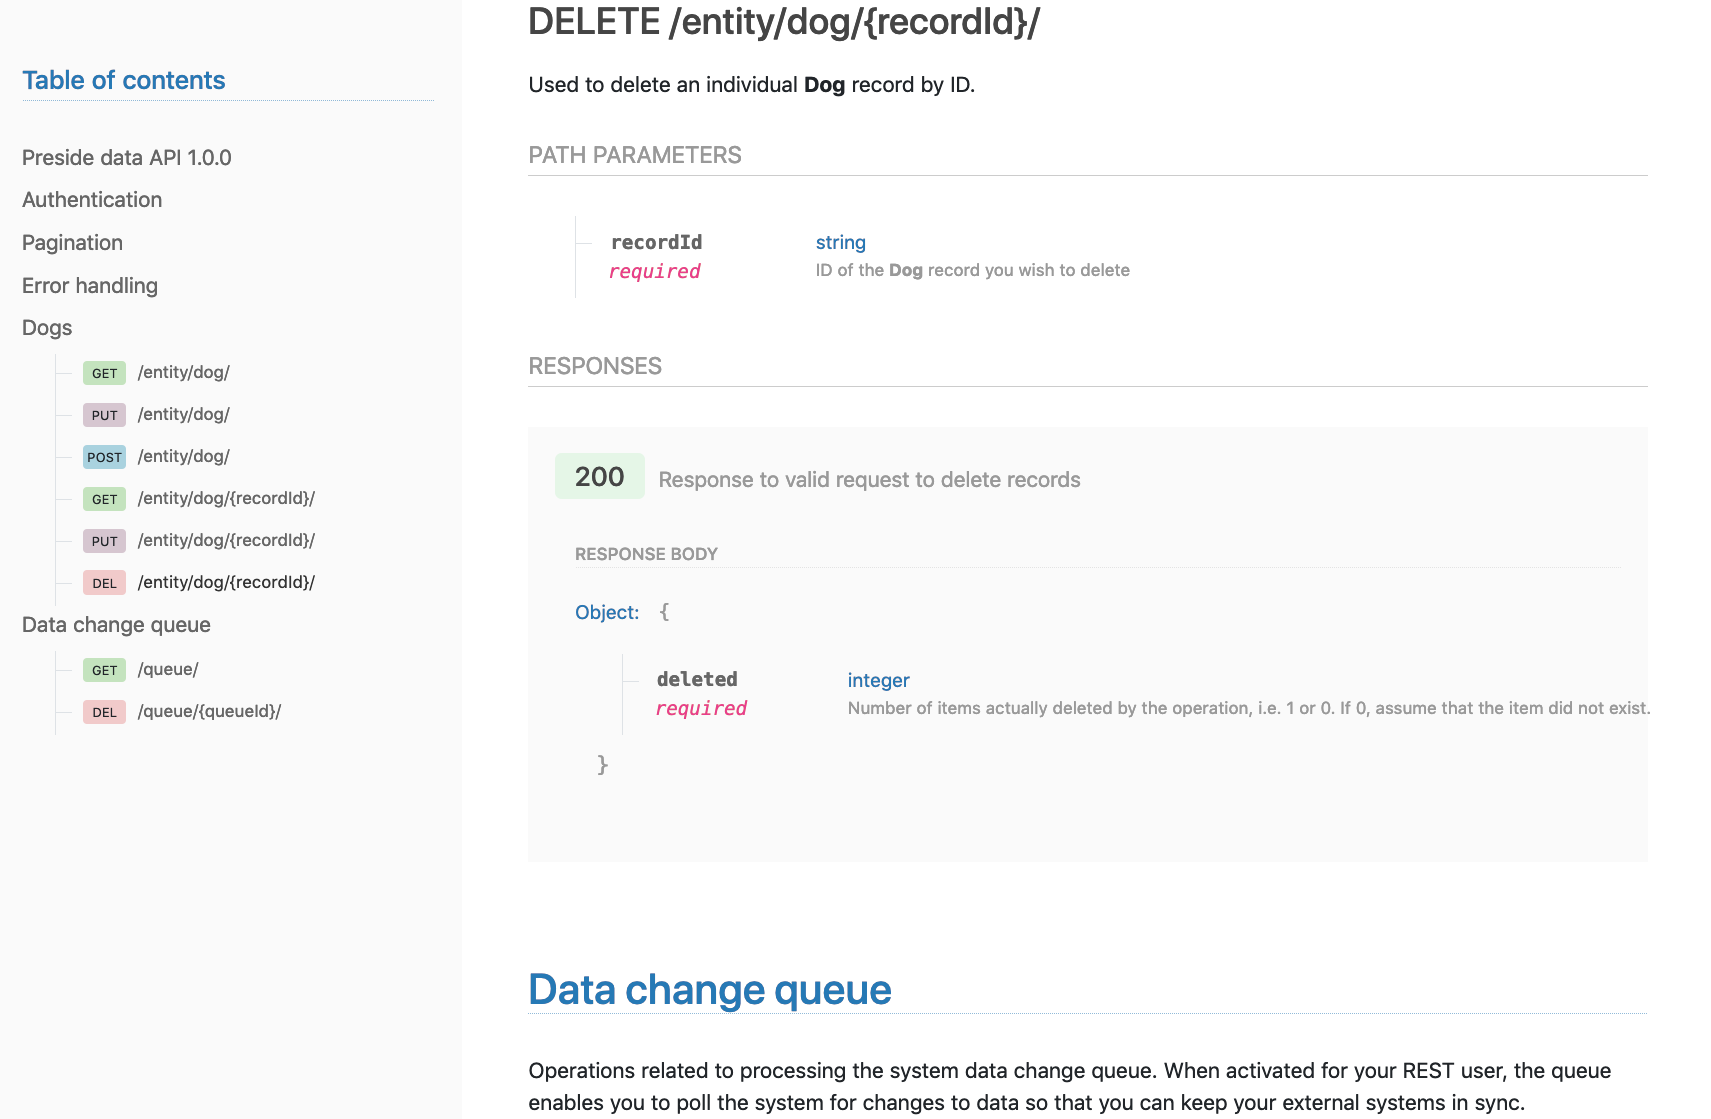 Table of contents
Preside data API 1.0.0
Authentication
Pagination
Error handling
Dogs
GET /entity/dog/
PUT /entity/dog/
POST /entity/dog/
GET /entity/dog/{recordId}/
PUT /entity/dog/{recordId}/
DEL /entity/dog/{recordId}/
Data change queue
GET /queue/
DEL /queue/{queueId}/
DELETE /entity/dog/{recordId}/
Used to delete an individual Dog record by ID.
PATH PARAMETERS
recordId string
required ID of the Dog record you wish to delete
RESPONSES
200 Response to valid request to delete records
RESPONSE BODY
Object: {
deleted integer
required Number of items actually deleted by the operation, i.e. 1 or 0. If 0, assume that the item did not exist.
}
Data change queue
Operations related to processing the system data change queue. When activated for your REST user, the queue
enables you to poll the system for changes to data so that you can keep your external systems in sync.